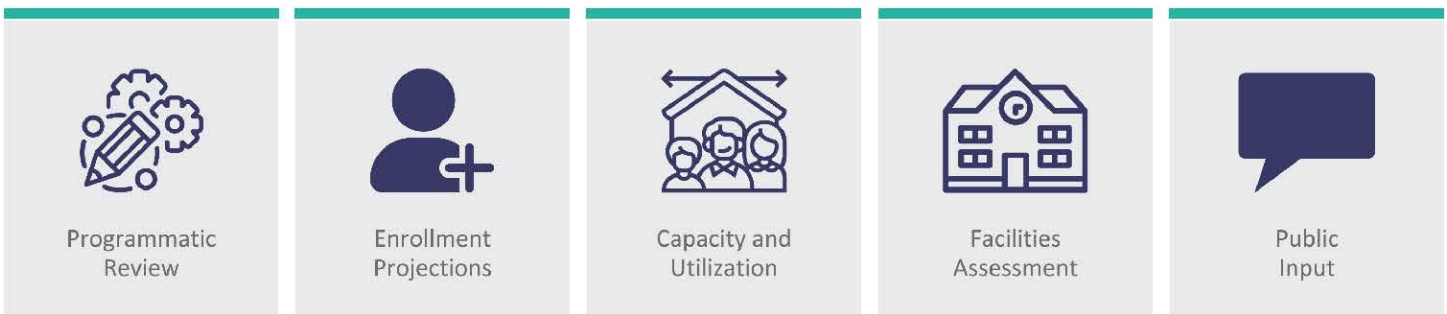 Programmatic
Review
Enrollment
Projections
Capacity and
Utilization
Facilities
Assessment
Public
Input